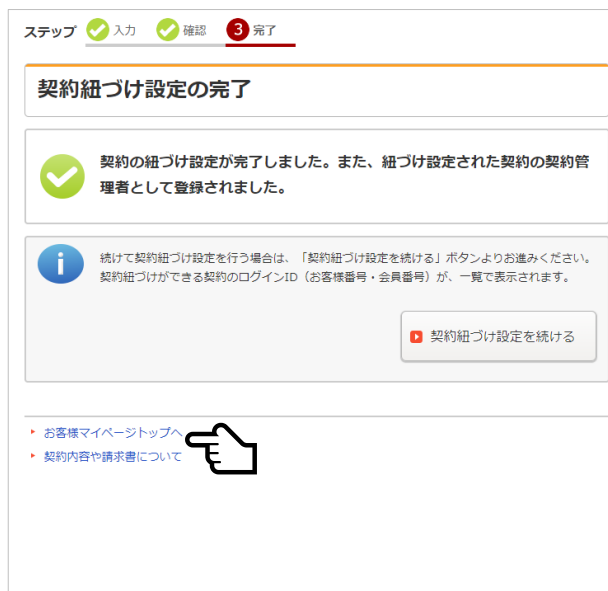 ステップ 入力 確認 3 完了
契約紐づけ設定の完了
契約の紐づけ設定が完了しました。また、紐づけ設定された契約の契約管
理者として登録されました。
続けて契約紐づけ設定を行う場合は、「契約紐づけ設定を続ける」ボタンよりお進みください。
契約紐づけができる契約のログインID（お客様番号・会員番号）が、一覧で表示されます。
契約紐づけ設定を続ける
お客様マイページトップへ
契約内容や請求書について